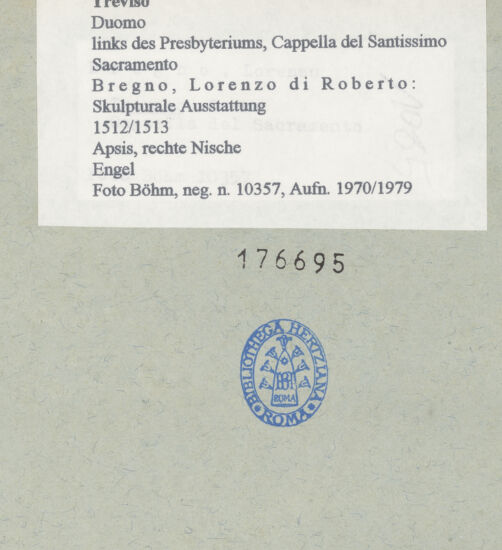 Treviso
Duomo
links des Presbyteriums, Cappella del Santissimo
Sacramento
Bregno, Lorenzo di Roberto:
Skulpturale Ausstattung
1512/1513
Apsis, rechte Nische
Engel
Foto Böhm, neg. n. 10357, Aufn. 1970/1979
176695
BIBLIOTHECA HERTZIANA
ROMA
ROMA